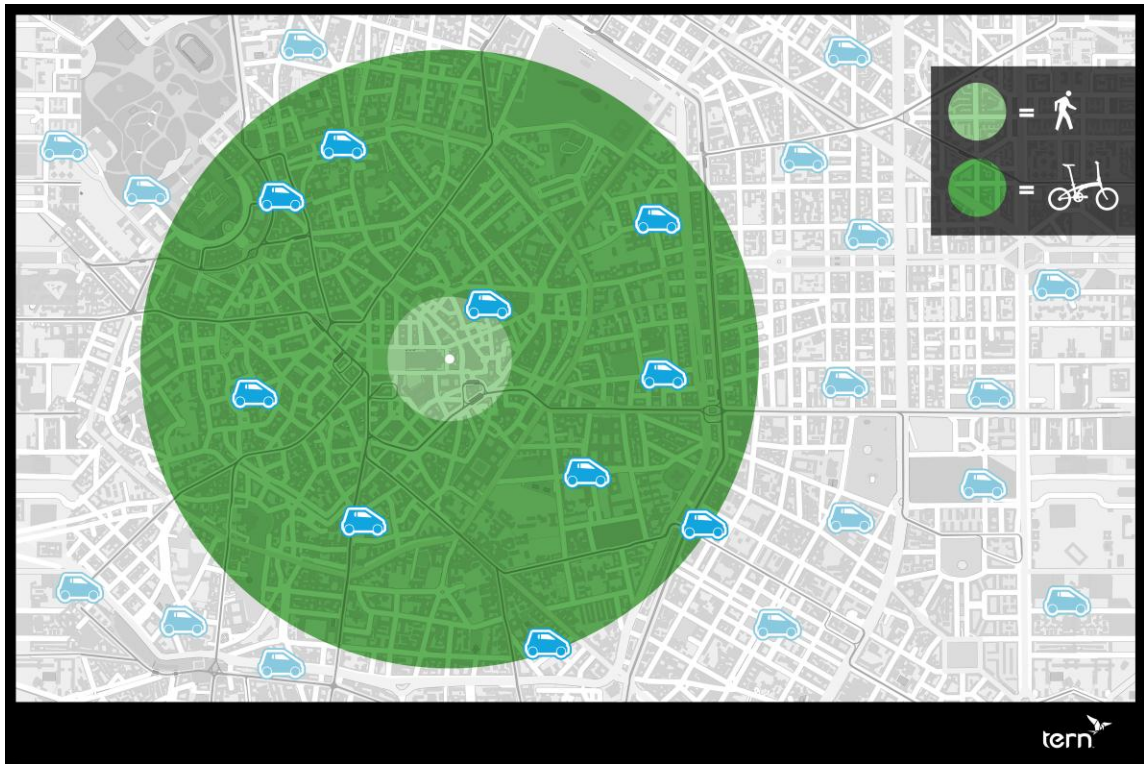 =
=
tern